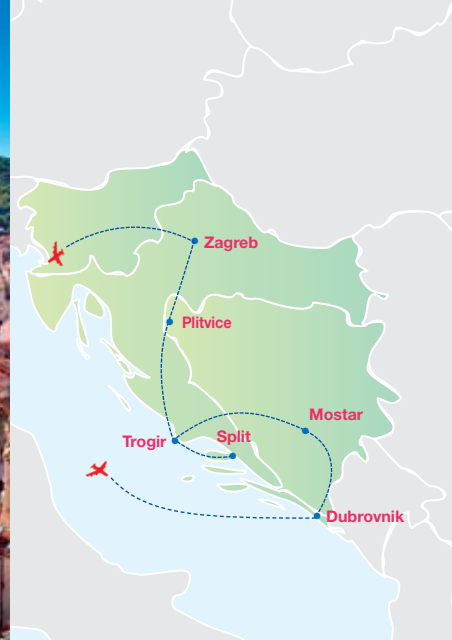 Zagreb
Plitvice
Mostar
Split
Trogir
Dubrovnik